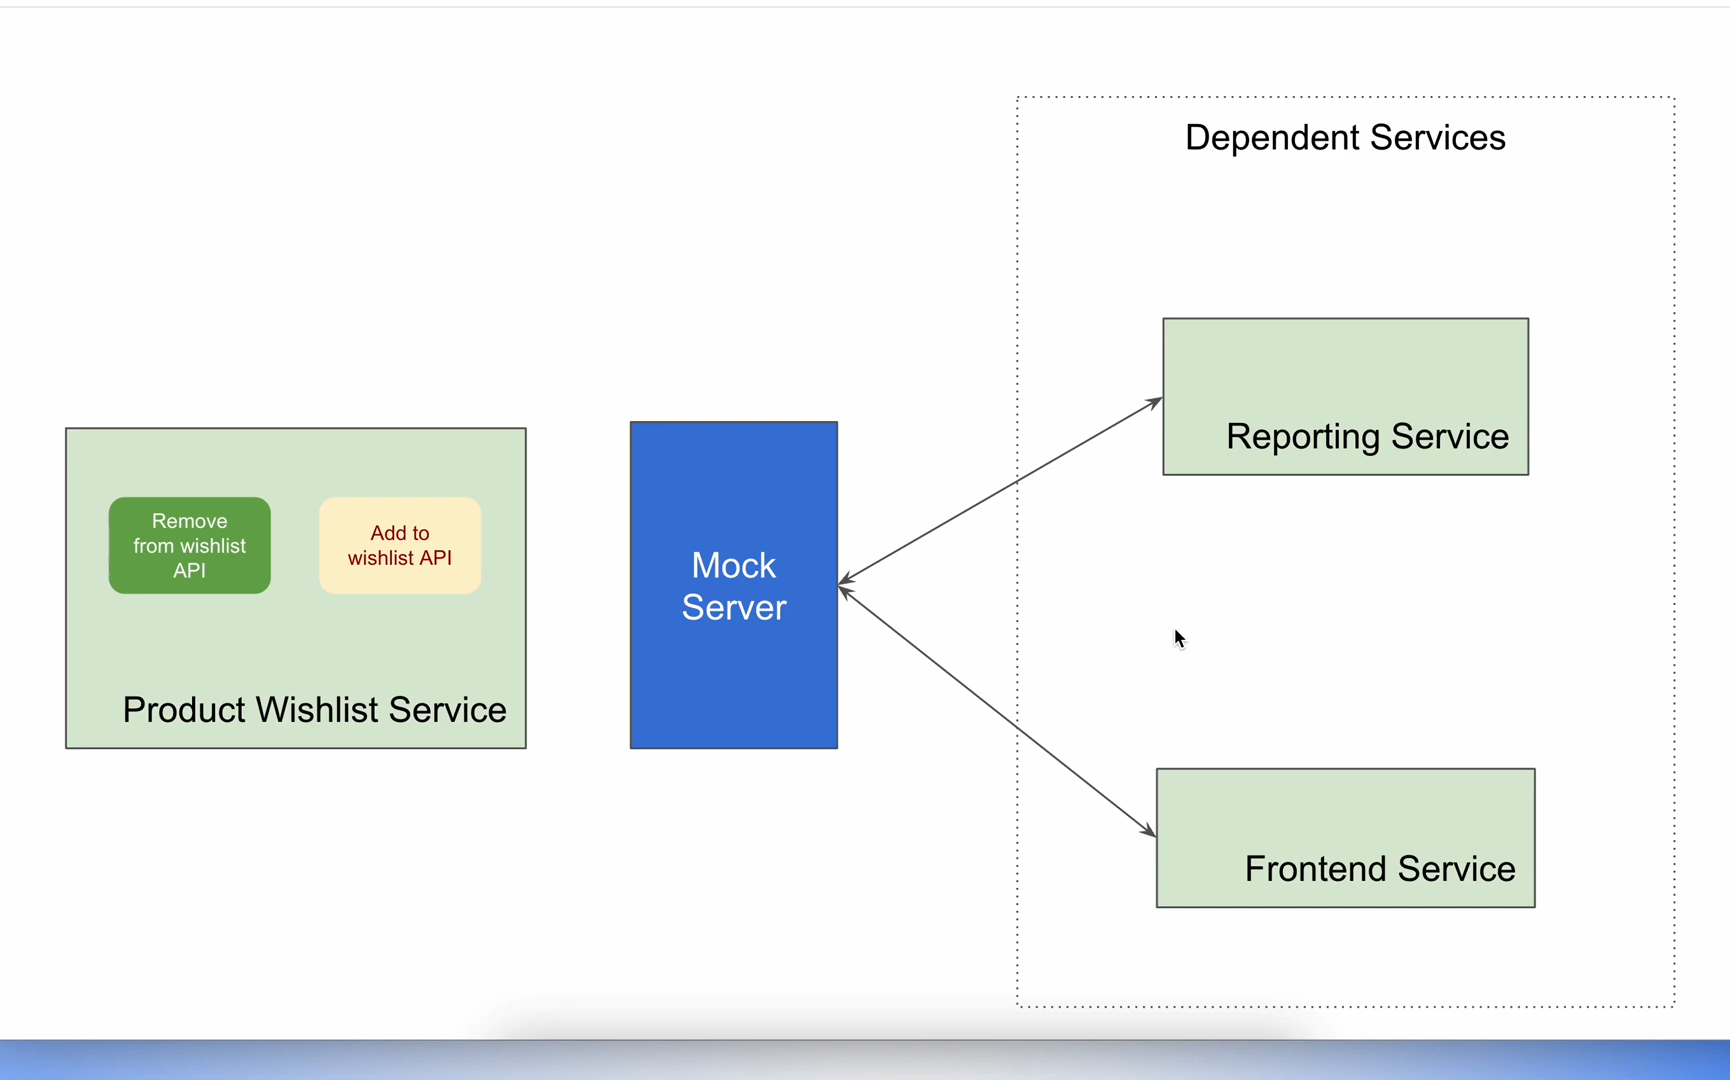 Dependent Services
Reporting Service
Remove
from wishlist
API
Add to
wishlist API
Product Wishlist Service
Mock
Server
Frontend Service